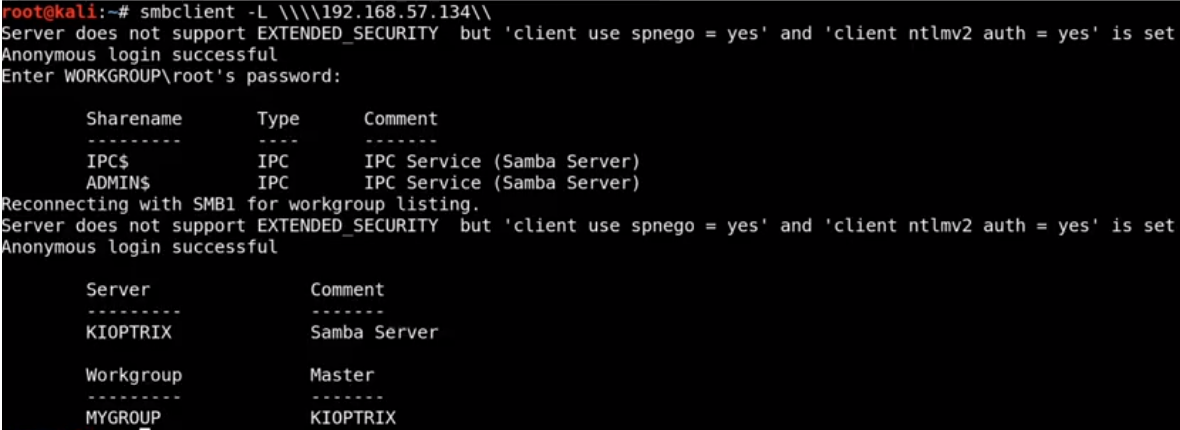 root@kali:~# smbclient -L \\\\192.168.57.134\\
Server does not support EXTENDED_SECURITY  but 'client use spnego = yes' and 'client ntlmv2 auth = yes' is set
Anonymous login successful
Enter WORKGROUP\root's password:
Sharename       Type      Comment
---------       ----      -------
IPC$            IPC       IPC Service (Samba Server)
ADMIN$          IPC       IPC Service (Samba Server)
Reconnecting with SMB1 for workgroup listing.
Server does not support EXTENDED_SECURITY  but 'client use spnego = yes' and 'client ntlmv2 auth = yes' is set
Anonymous login successful
Server               Comment
---------            -------
KIOPTRIX             Samba Server
Workgroup            Master
---------            -------
MYGROUP              KIOPTRIX